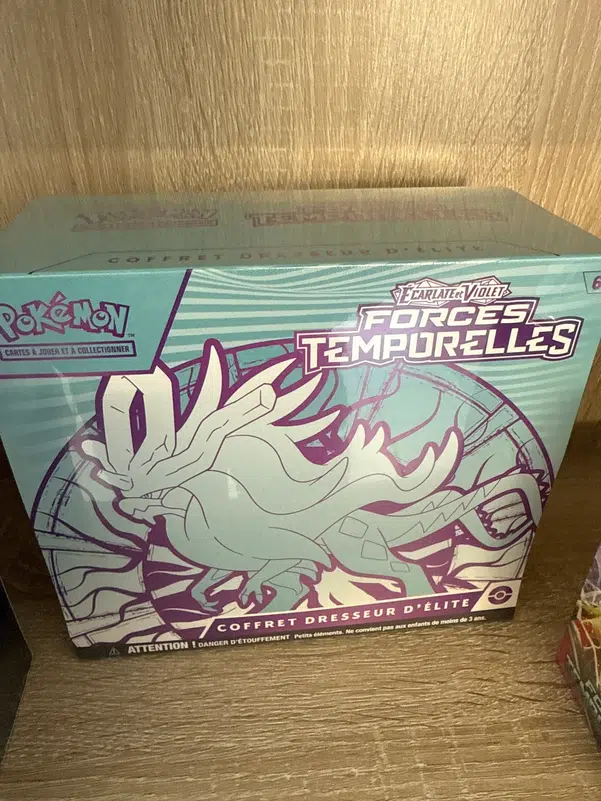 COFFRET DRESSEUR D'ÉLITE
POKÉMON
CARTES À JOUER ET À COLLECTIONNER
ÉCARLATE ET VIOLET
6
FORCES
TEMPORELLES
COFFRET DRESSEUR D'ÉLITE
ATTENTION ! DANGER D'ÉTOUFFEMENT Petits éléments. Ne convient pas aux enfants de moins de 3 ans.